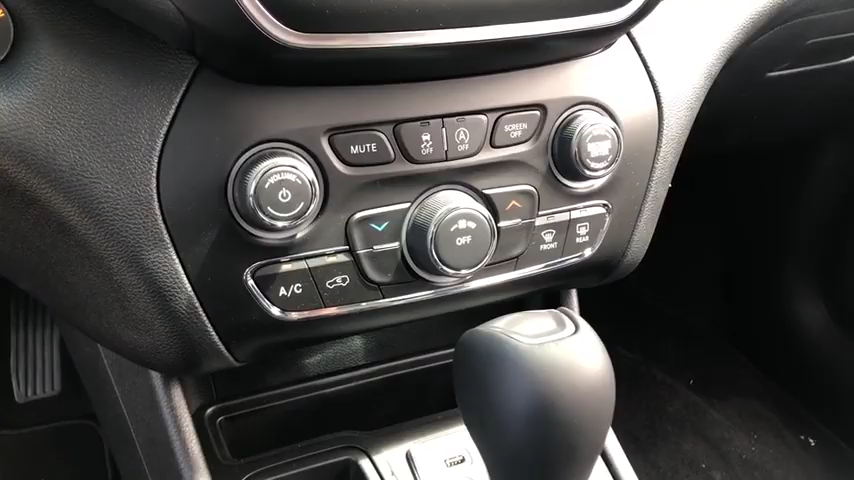 MUTE
OFF
OFF
SCREEN
OFF
VOLUME
OFF
A/C
FRONT
REAR